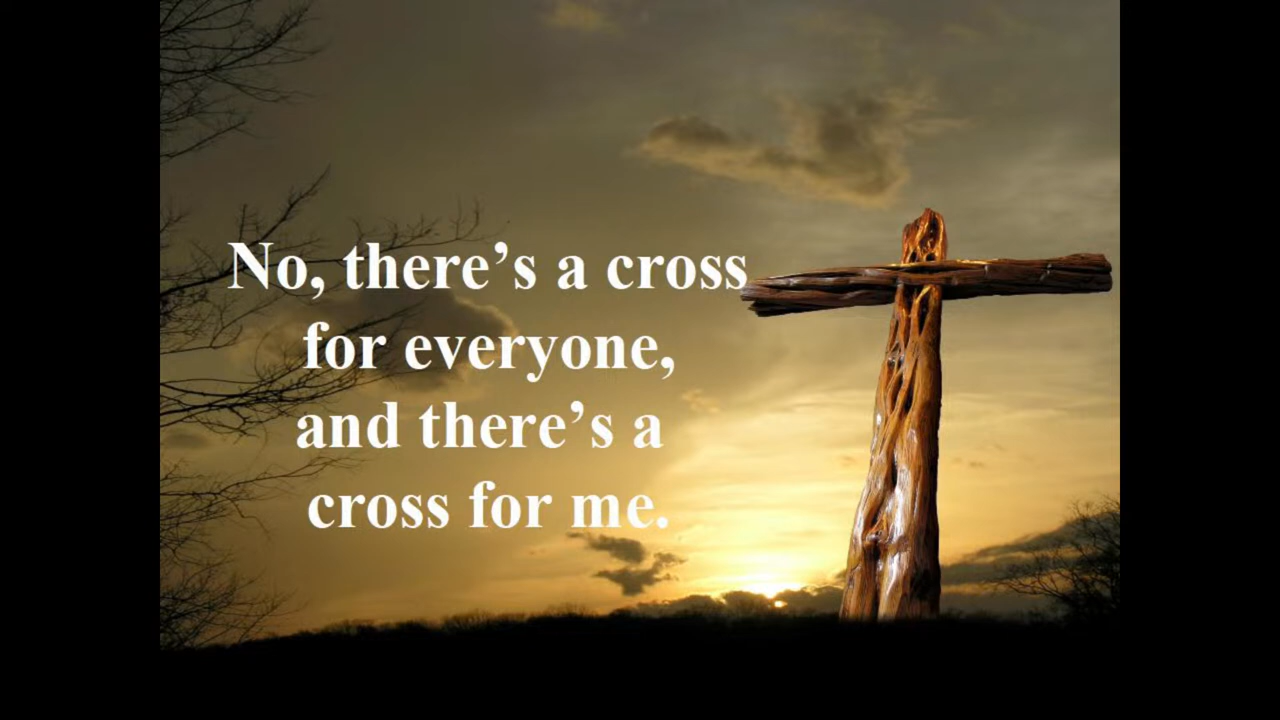 No, there’s a cross
for everyone,
and there’s a
cross for me.